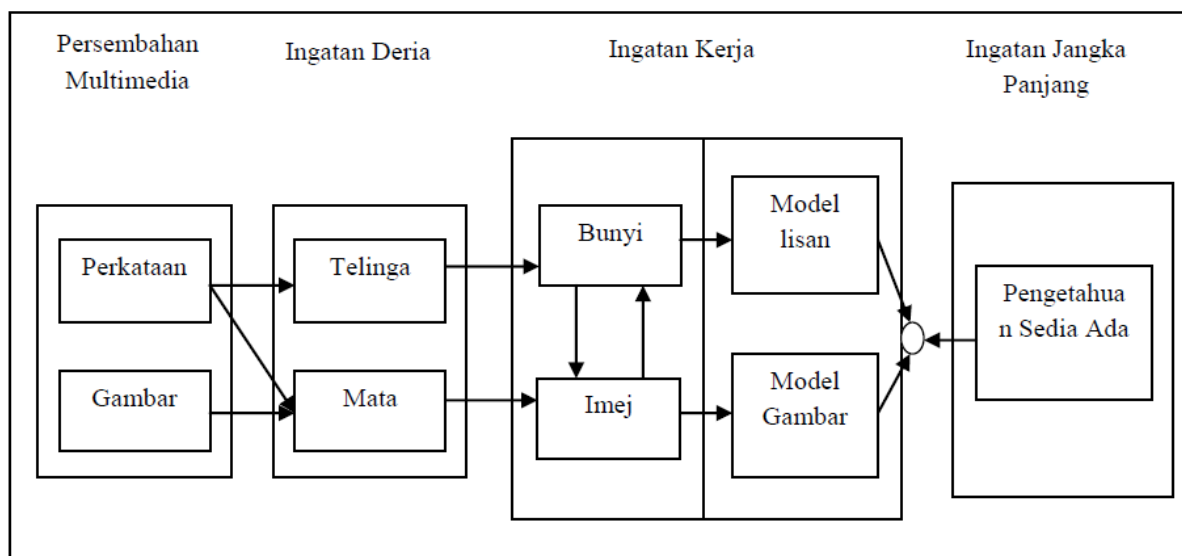 Persembahan
Multimedia
Ingatan Deria
Ingatan Kerja
Ingatan Jangka
Panjang
Perkataan
Gambar
Telinga
Mata
Bunyi
Imej
Model
lisan
Model
Gambar
Pengetahua
n Sedia Ada